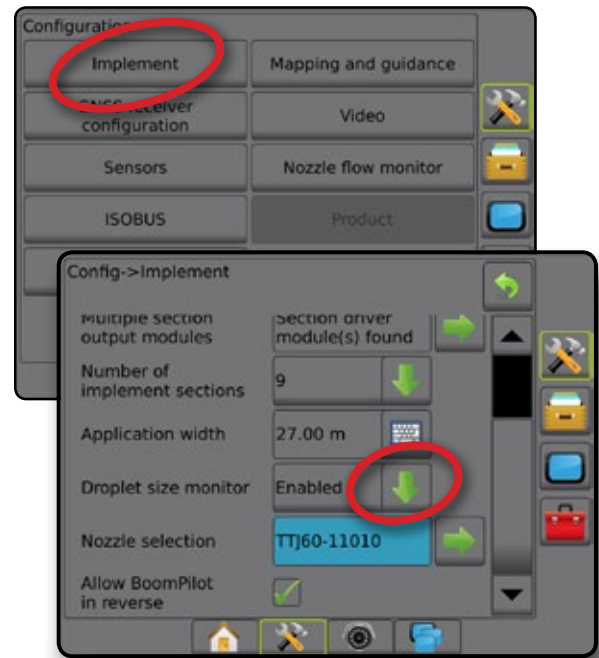 Configuration
Implement
Mapping and guidance
GNSS receiver
configuration
Video
Sensors
Nozzle flow monitor
ISOBUS
Product
Config->Implement
Multiple section
output modules
Section driver
module(s) found
Number of
implement sections
9
Application width
27.00 m
Droplet size monitor
Enabled
Nozzle selection
TTJ60-11010
Allow BoomPilot
in reverse